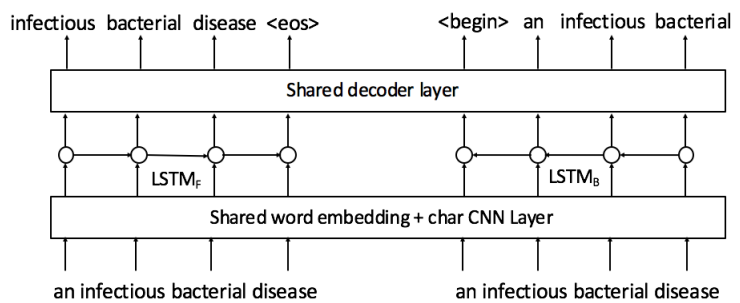 infectious bacterial disease <eos> <begin> an infectious bacterial
Shared decoder layer
LSTMF LSTMB
Shared word embedding + char CNN Layer
an infectious bacterial disease an infectious bacterial disease